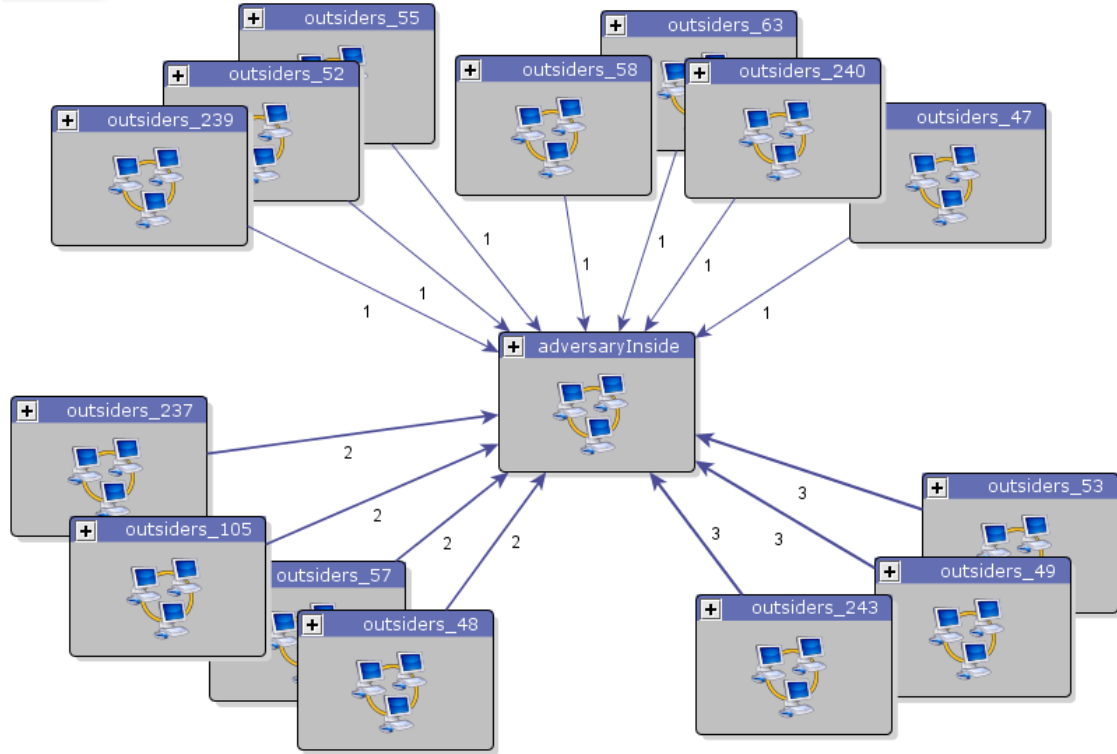 outsiders_55
outsiders_63
outsiders_52
outsiders_58
outsiders_240
outsiders_239
outsiders_47
1
1
1
1
1
1
1
adversaryInside
outsiders_237
2
outsiders_53
3
outsiders_105
2
2
2
3
3
outsiders_57
outsiders_49
outsiders_48
outsiders_243